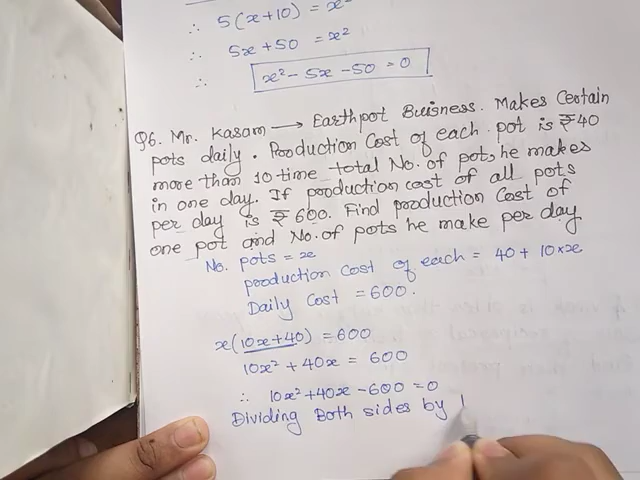 ∴ 5(x+10) = x²
∴ 5x+50 = x²
∴ x² - 5x - 50 = 0
Q6. Mr. Kasam → Earthpot Buisness. Makes Certain
pots daily. Production Cost of each pot is ₹40
more than 10 time total No. of pots he makes
in one day. If production cost of all pots
per day is ₹ 600. Find production Cost of
one pot and No. of pots he make per day
No. pots = x
production cost of each = 40 + 10×x
Daily Cost = 600.
x(10x+40) = 600
10x² + 40x = 600
∴ 10x² + 40x - 600 = 0
Dividing Both sides by 1